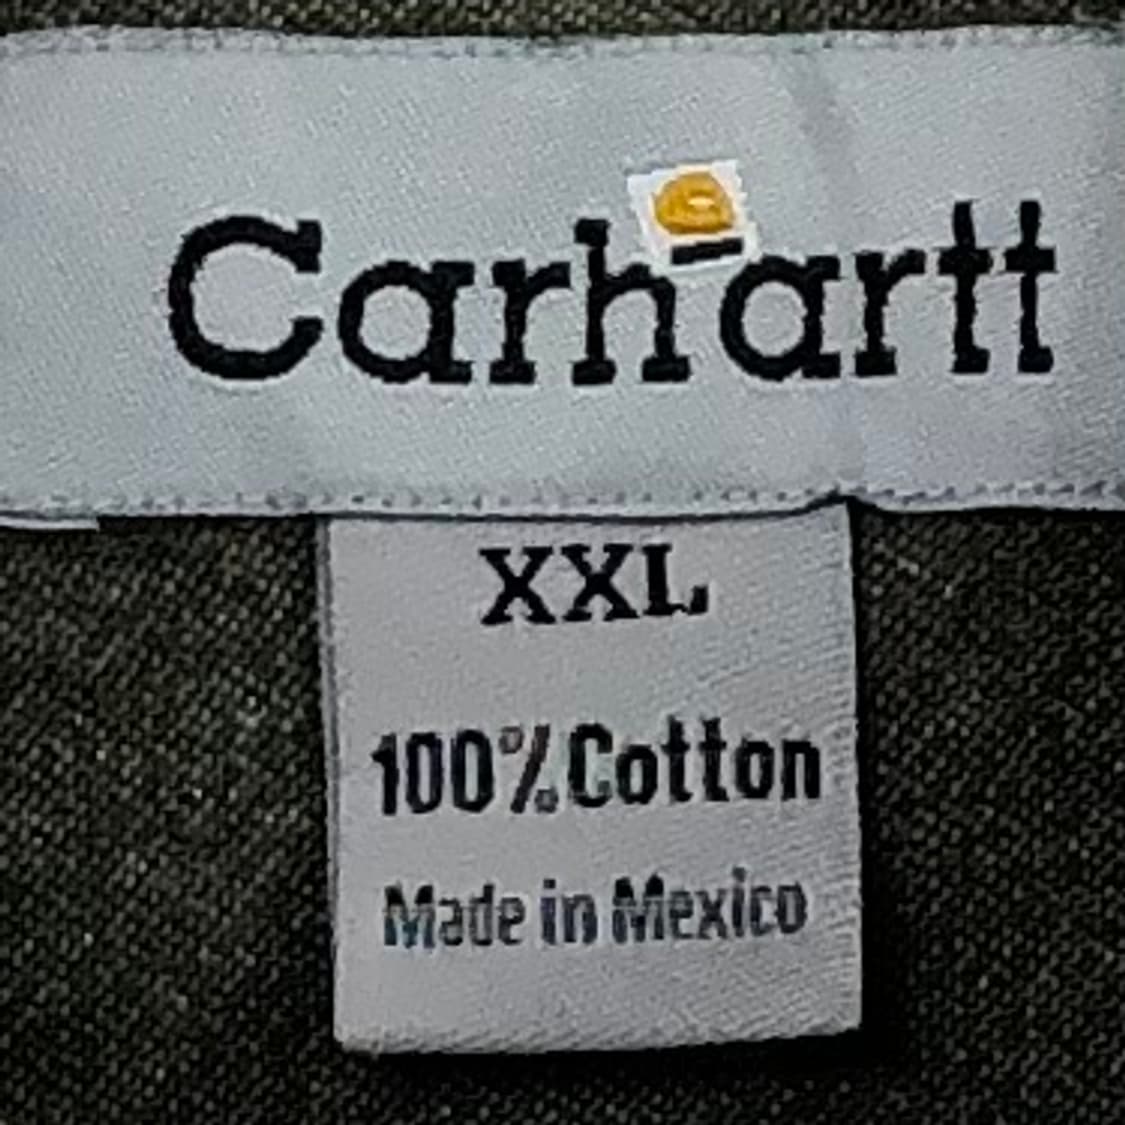 Carhartt
XXL
100% Cotton
Made in Mexico